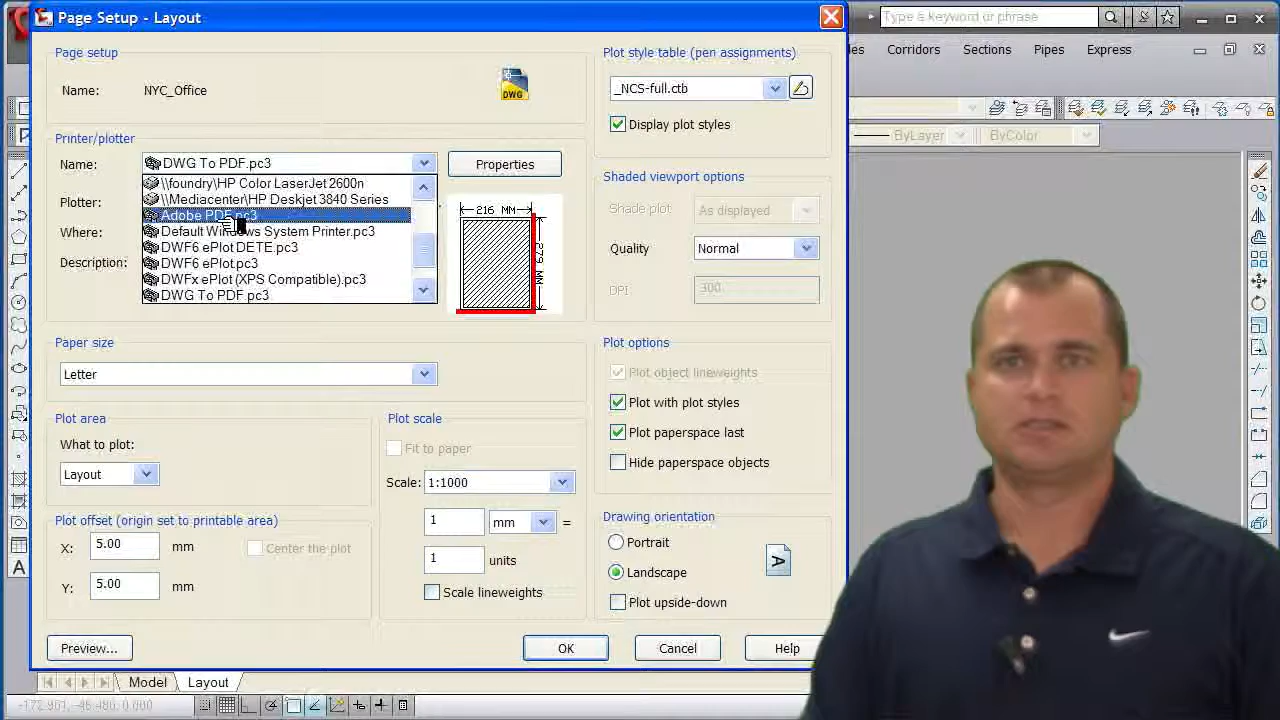 Page Setup - Layout
Type a keyword or phrase
Corridors
Sections
Pipes
Express
Page setup
Name:
NYC_Office
DWG
Plot style table (pen assignments)
_NCS-full.ctb
Display plot styles
Printer/plotter
Name:
DWG To PDF.pc3
Properties
\\foundry\HP Color LaserJet 2600n
\\Mediacenter\HP Deskjet 3840 Series
Adobe PDF.pc3
Default Windows System Printer.pc3
DWF6 ePlot DETE.pc3
DWF6 ePlot.pc3
DWFx ePlot (XPS Compatible).pc3
DWG To PDF.pc3
Plotter:
Where:
Description:
216 MM
279 MM
Shaded viewport options
Shade plot
As displayed
Quality
Normal
DPI
300
ByLayer
ByColor
Paper size
Letter
Plot area
What to plot:
Layout
Plot scale
Fit to paper
Scale:
1:1000
1
mm
=
1
units
Scale lineweights
Plot options
Plot object lineweights
Plot with plot styles
Plot paperspace last
Hide paperspace objects
Plot offset (origin set to printable area)
X:
5.00
mm
Center the plot
Y:
5.00
mm
Drawing orientation
Portrait
Landscape
Plot upside-down
A
Preview...
OK
Cancel
Help
Model
Layout
A